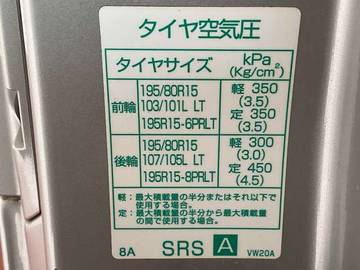 タイヤ空気圧
タイヤサイズ kPa (Kg/cm²)
前輪 195/80R15 103/101L LT 195R15-6PRLT 軽 350 (3.5) 定 350 (3.5)
後輪 195/80R15 107/105L LT 195R15-8PRLT 軽 300 (3.0) 定 450 (4.5)
軽：最大積載量の半分またはそれ以下で
使用する場合。
定：最大積載量の半分から最大積載量
の間で使用する場合。
8A SRS A VW20A